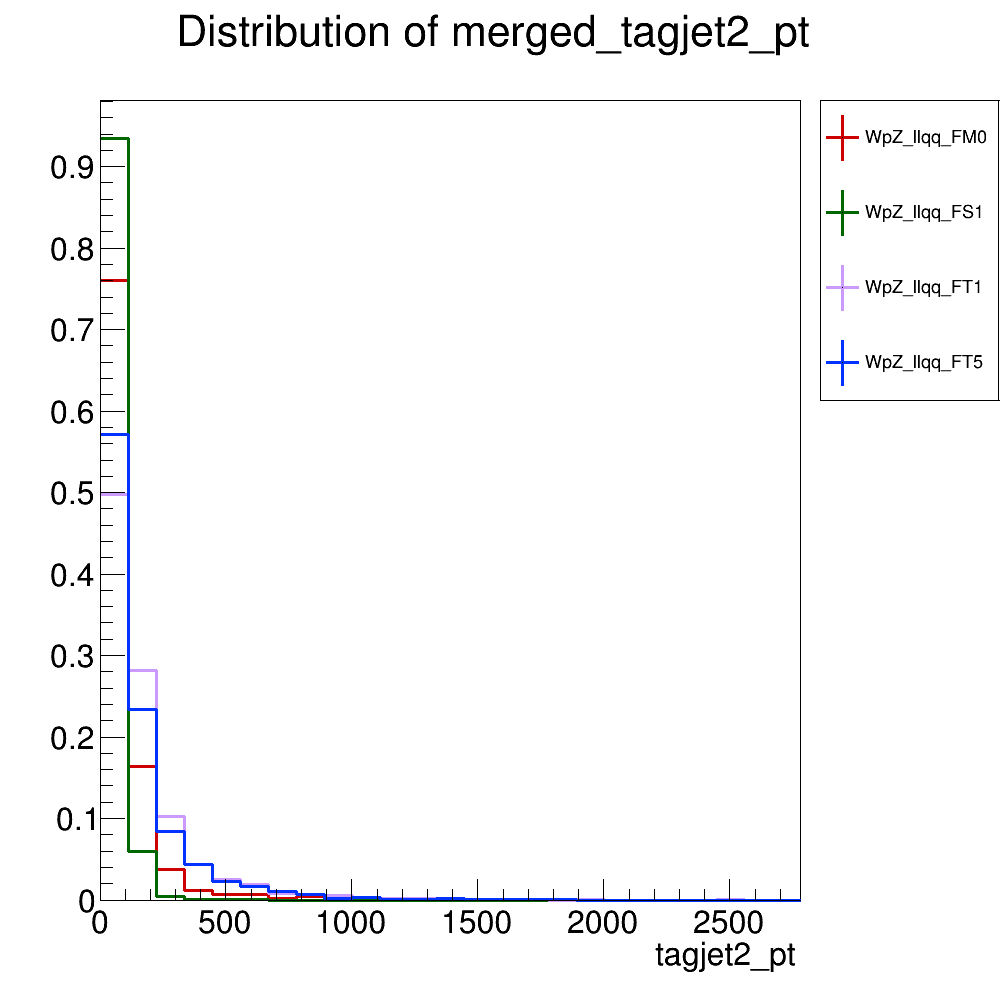 Distribution of merged_tagjet2_pt
WpZ_llqq_FM0
WpZ_llqq_FS1
WpZ_llqq_FT1
WpZ_llqq_FT5
0.9
0.8
0.7
0.6
0.5
0.4
0.3
0.2
0.1
0
0 500 1000 1500 2000 2500
tagjet2_pt